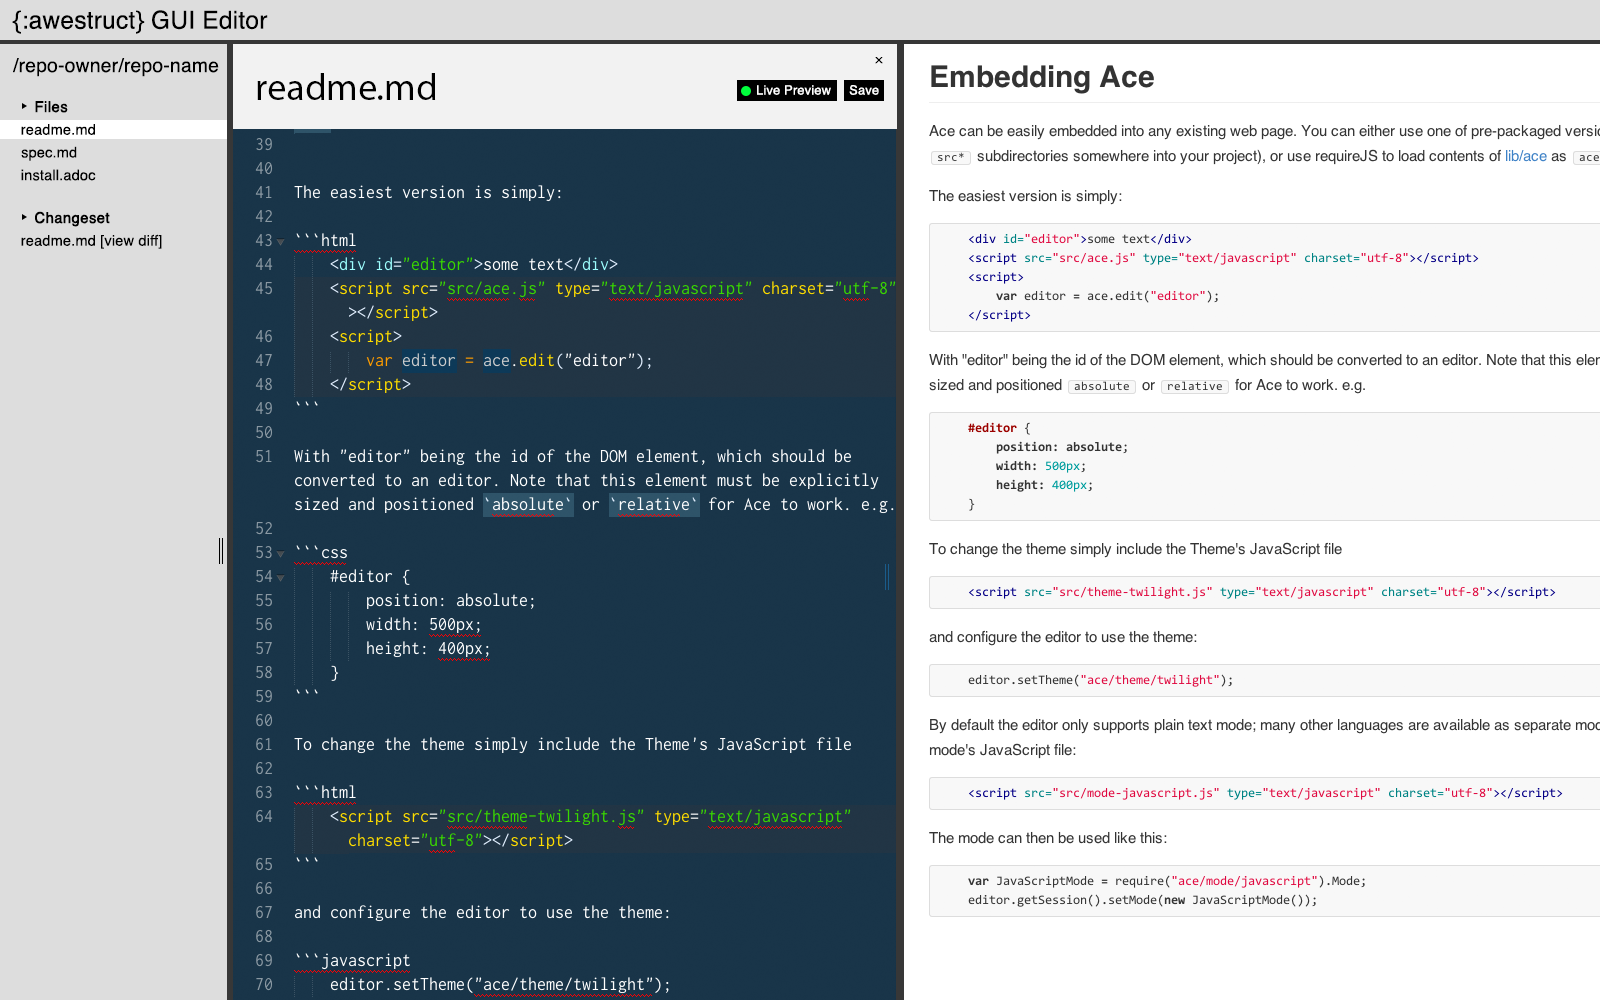 {:awestruct} GUI Editor
/repo-owner/repo-name
Files
readme.md
spec.md
install.adoc
Changeset
readme.md [view diff]
readme.md
×
Live Preview
Save
39
40
41 The easiest version is simply:
42
43 ```html
44 <div id="editor">some text</div>
45 <script src="src/ace.js" type="text/javascript" charset="utf-8"
></script>
46 <script>
47 var editor = ace.edit("editor");
48 </script>
49 ```
50
51 With "editor" being the id of the DOM element, which should be
converted to an editor. Note that this element must be explicitly
sized and positioned `absolute` or `relative` for Ace to work. e.g.
52
53 ```css
54 #editor {
55 position: absolute;
56 width: 500px;
57 height: 400px;
58 }
59 ```
60
61 To change the theme simply include the Theme's JavaScript file
62
63 ```html
64 <script src="src/theme-twilight.js" type="text/javascript"
charset="utf-8"></script>
65 ```
66
67 and configure the editor to use the theme:
68
69 ```javascript
70 editor.setTheme("ace/theme/twilight");
Embedding Ace
Ace can be easily embedded into any existing web page. You can either use one of pre-packaged versio
src* subdirectories somewhere into your project), or use requireJS to load contents of lib/ace as ace
The easiest version is simply:
<div id="editor">some text</div>
<script src="src/ace.js" type="text/javascript" charset="utf-8"></script>
<script>
var editor = ace.edit("editor");
</script>
With "editor" being the id of the DOM element, which should be converted to an editor. Note that this eler
sized and positioned absolute or relative for Ace to work. e.g.
#editor {
position: absolute;
width: 500px;
height: 400px;
}
To change the theme simply include the Theme's JavaScript file
<script src="src/theme-twilight.js" type="text/javascript" charset="utf-8"></script>
and configure the editor to use the theme:
editor.setTheme("ace/theme/twilight");
By default the editor only supports plain text mode; many other languages are available as separate mod
mode's JavaScript file:
<script src="src/mode-javascript.js" type="text/javascript" charset="utf-8"></script>
The mode can then be used like this:
var JavaScriptMode = require("ace/mode/javascript").Mode;
editor.getSession().setMode(new JavaScriptMode());